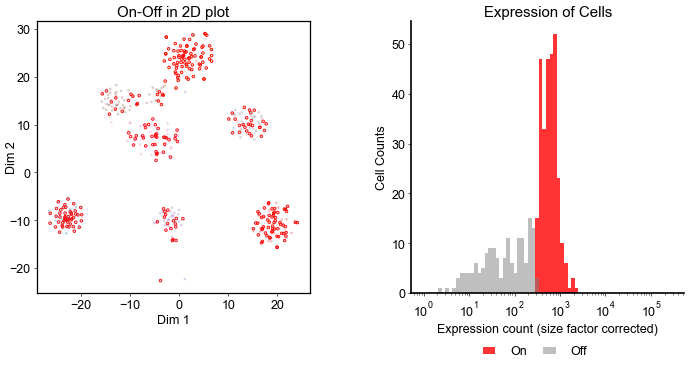 On-Off in 2D plot
30
20
10
0
−10
−20
Dim 2
−20 −10 0 10 20
Dim 1
Expression of Cells
50
40
30
20
10
0
Cell Counts
10^0 10^1 10^2 10^3 10^4 10^5
Expression count (size factor corrected)
On Off